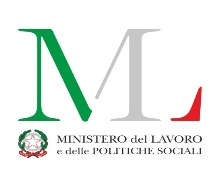 ML
MINISTERO del LAVORO
e delle POLITICHE SOCIALI